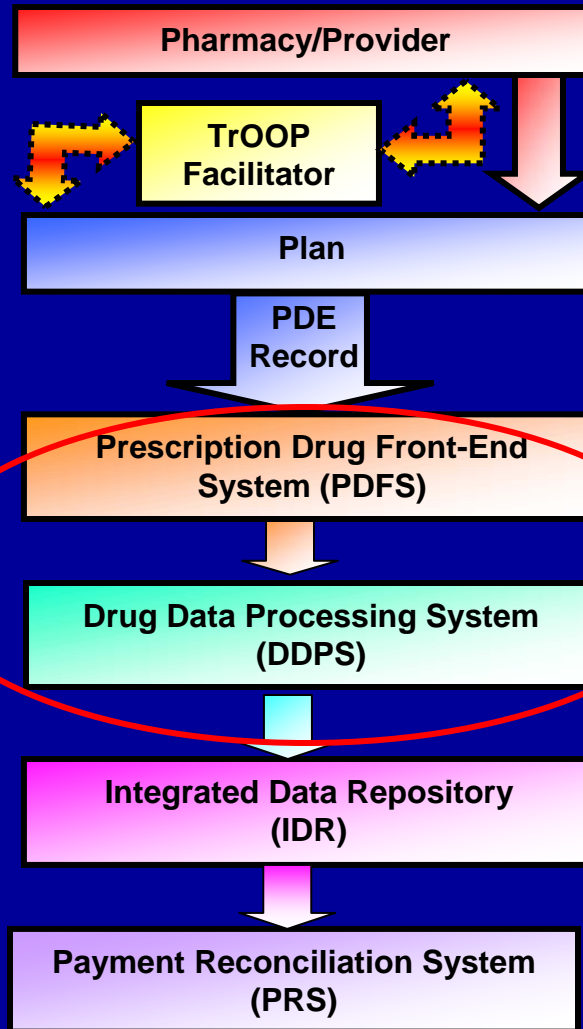 Pharmacy/Provider
TrOOP
Facilitator
Plan
PDE
Record
Prescription Drug Front-End
System (PDFS)
Drug Data Processing System
(DDPS)
Integrated Data Repository
(IDR)
Payment Reconciliation System
(PRS)